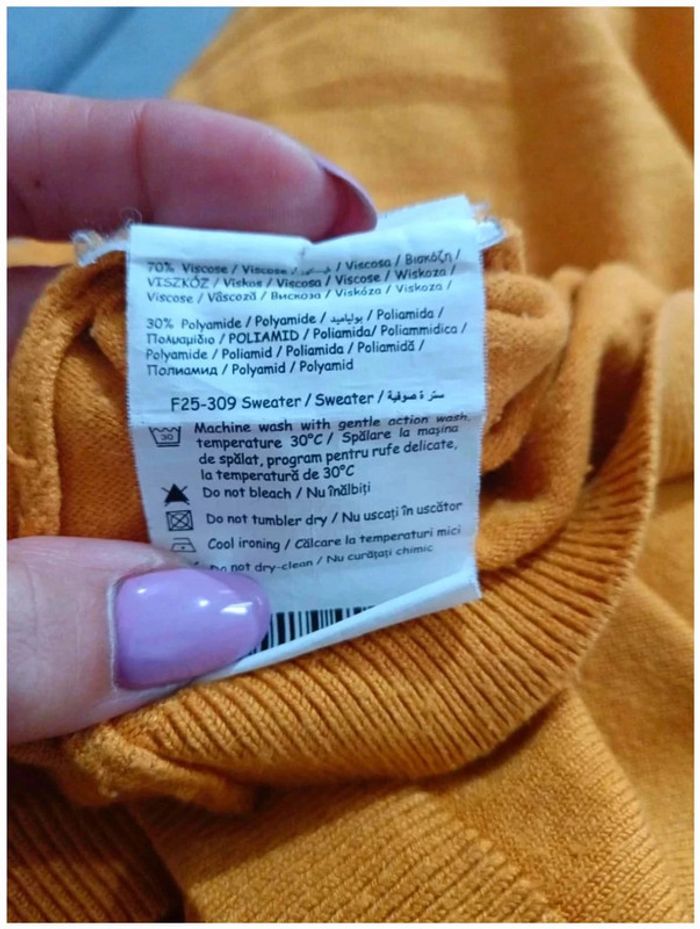 70% Viscose / Viscose / / Viscosa / Βισκόζη /
VISZKÓZ / Viskos / Viscosa / Viscose / Wiskoza /
Viscose / Vâscoză / Вискоза / Viskóza / Viskoza /
30% Polyamide / Polyamide / بولياميد / Poliamida /
Πολυαμίδιο / POLIAMID / Poliamida/ Poliammidica /
Polyamide / Poliamid / Poliamida / Poliamidă /
Полиамид / Polyamid / Polyamid
F25-309 Sweater / Sweater / سترة صوفية /
Machine wash with gentle action wash,
30 temperature 30°C / Spălare la mașina
de spălat, program pentru rufe delicate,
la temperatură de 30°C
Do not bleach / Nu înălbiți
Do not tumbler dry / Nu uscați în uscător
Cool ironing / Călcare la temperaturi mici
Do not dry-clean / Nu curățați chimic